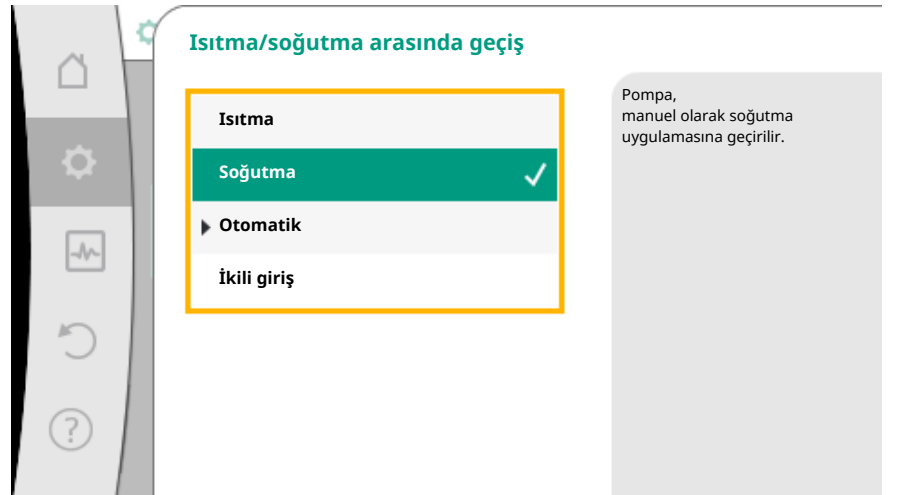 Isıtma/soğutma arasında geçiş
Isıtma
Soğutma
Otomatik
İkili giriş
Pompa,
manuel olarak soğutma
uygulamasına geçirilir.
?